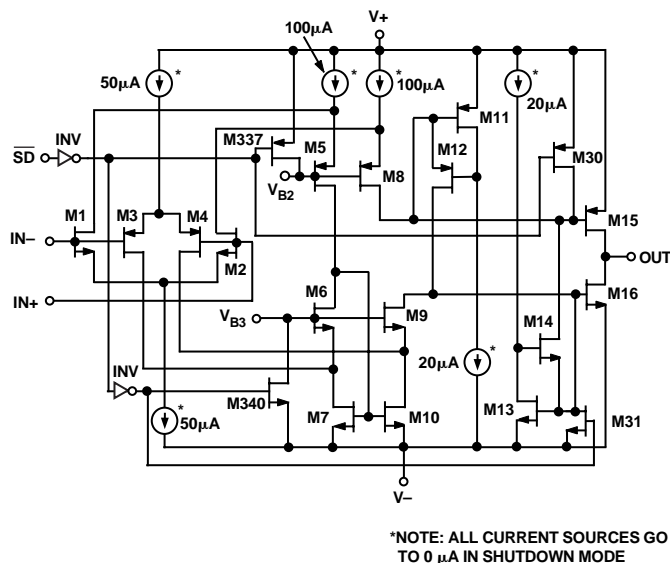 V+
100µA
*
*
*
*
50µA
100µA
20µA
M11
M337
M5
M12
SD
INV
M30
M8
VB2
M15
M1
M3
M4
IN–
OUT
M2
M16
M6
IN+
M9
VB3
M14
*
20µA
INV
M340
M7
M10
M13
M31
*
50µA
V–
*NOTE: ALL CURRENT SOURCES GO
TO 0 µA IN SHUTDOWN MODE